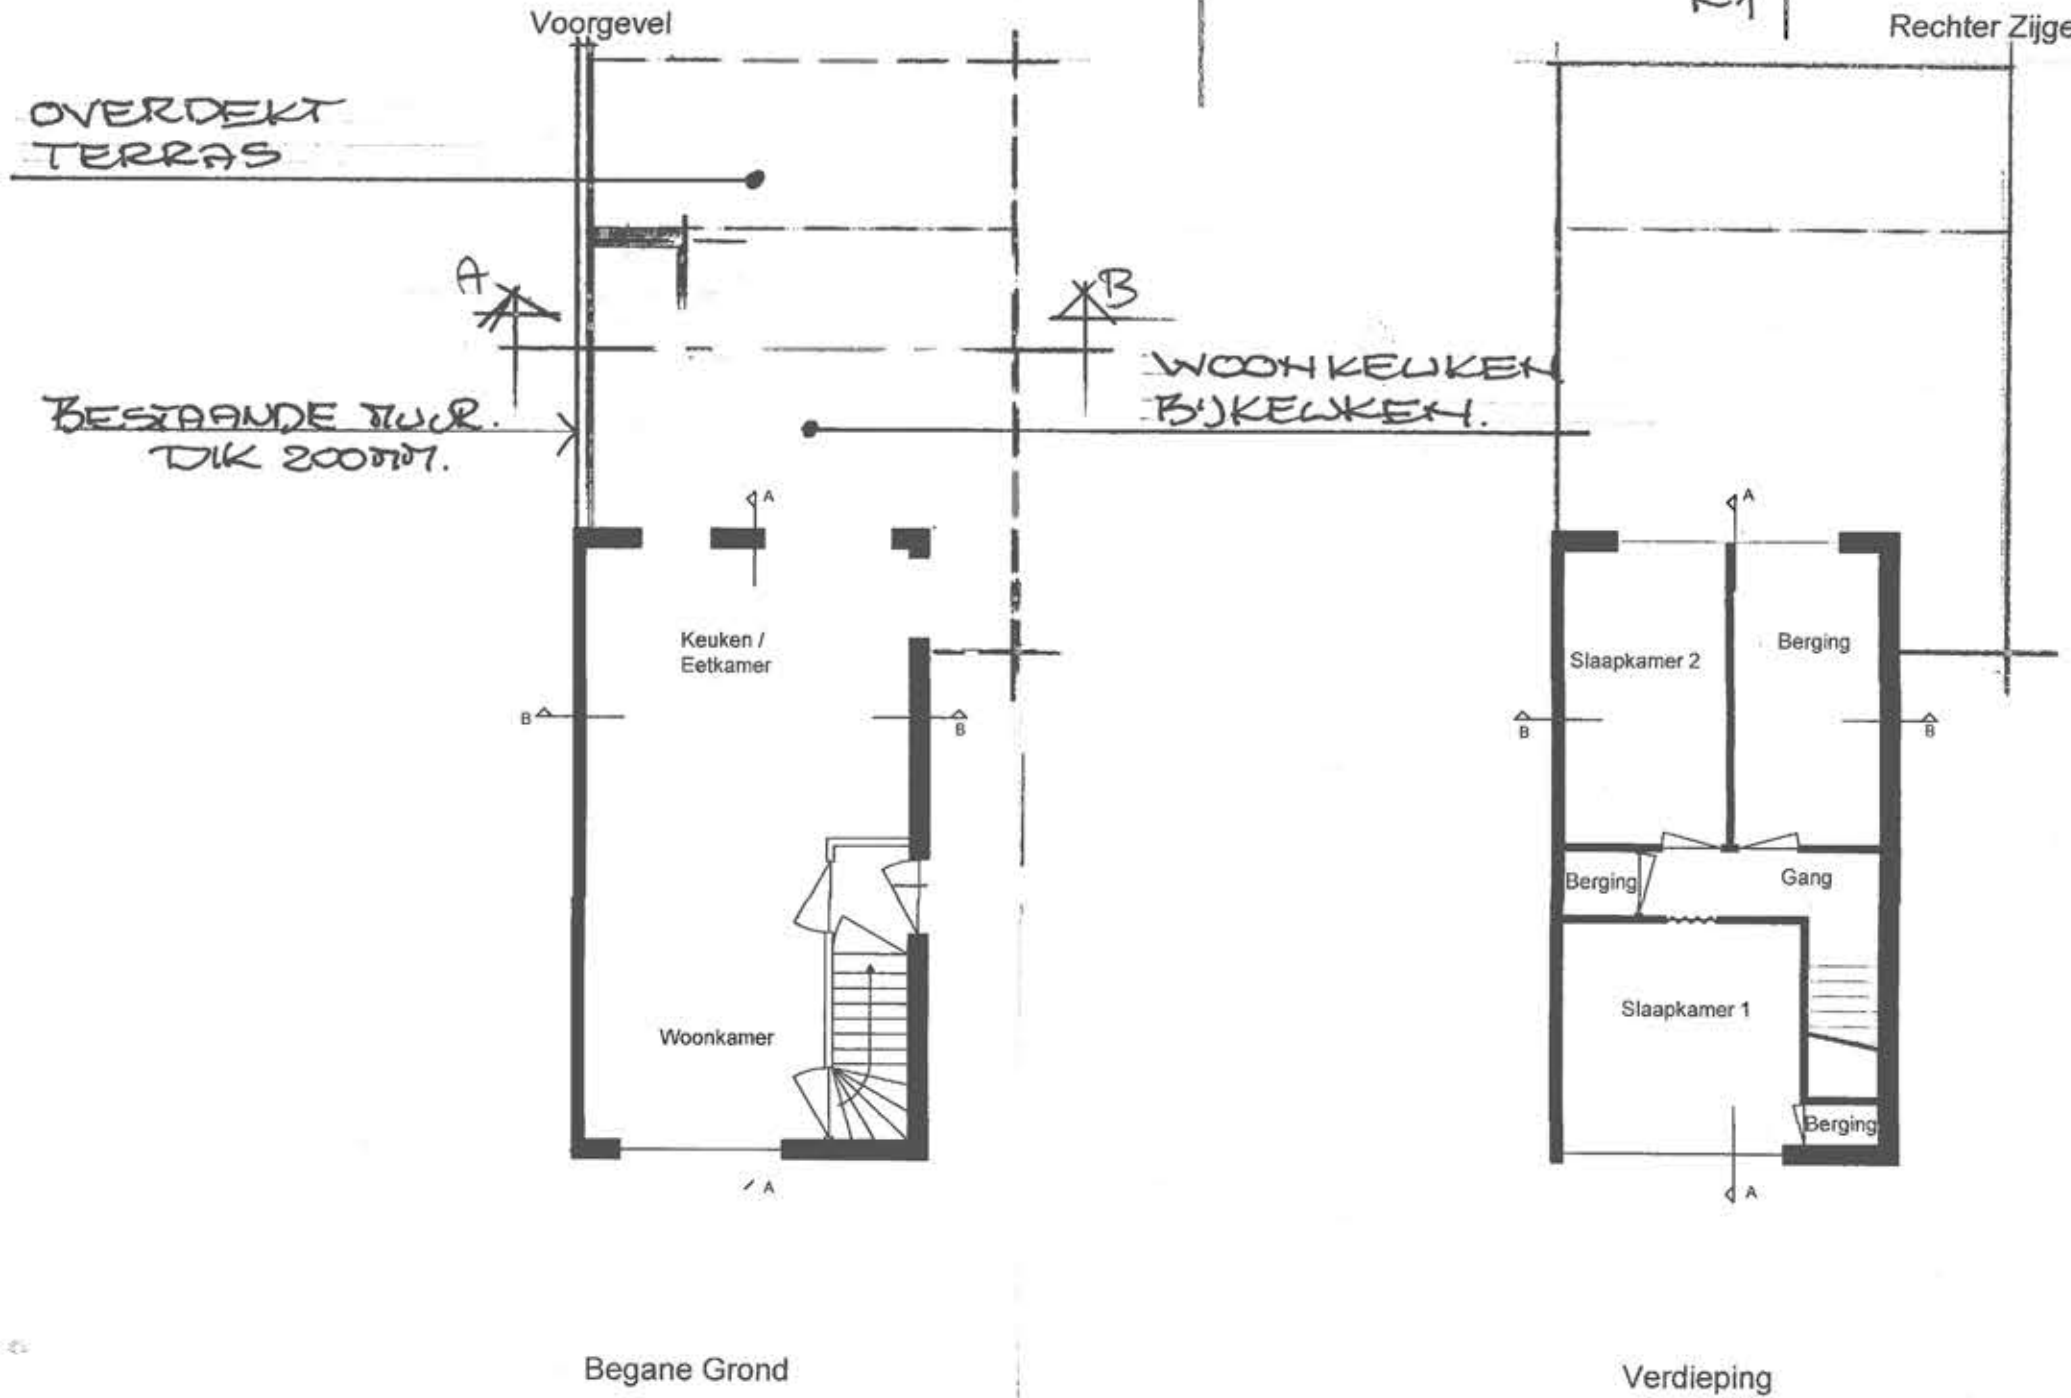 Voorgevel
Rechter Zijge
OVERDEKT
TERRAS
A
B
WOONKEUKEN
BIJKEUKEN.
BESTAANDE MUUR.
DIK 200MM.
A
A
Keuken /
Eetkamer
Slaapkamer 2
Berging
B
B
B
B
Berging
Gang
Slaapkamer 1
Woonkamer
Berging
A
A
Begane Grond
Verdieping